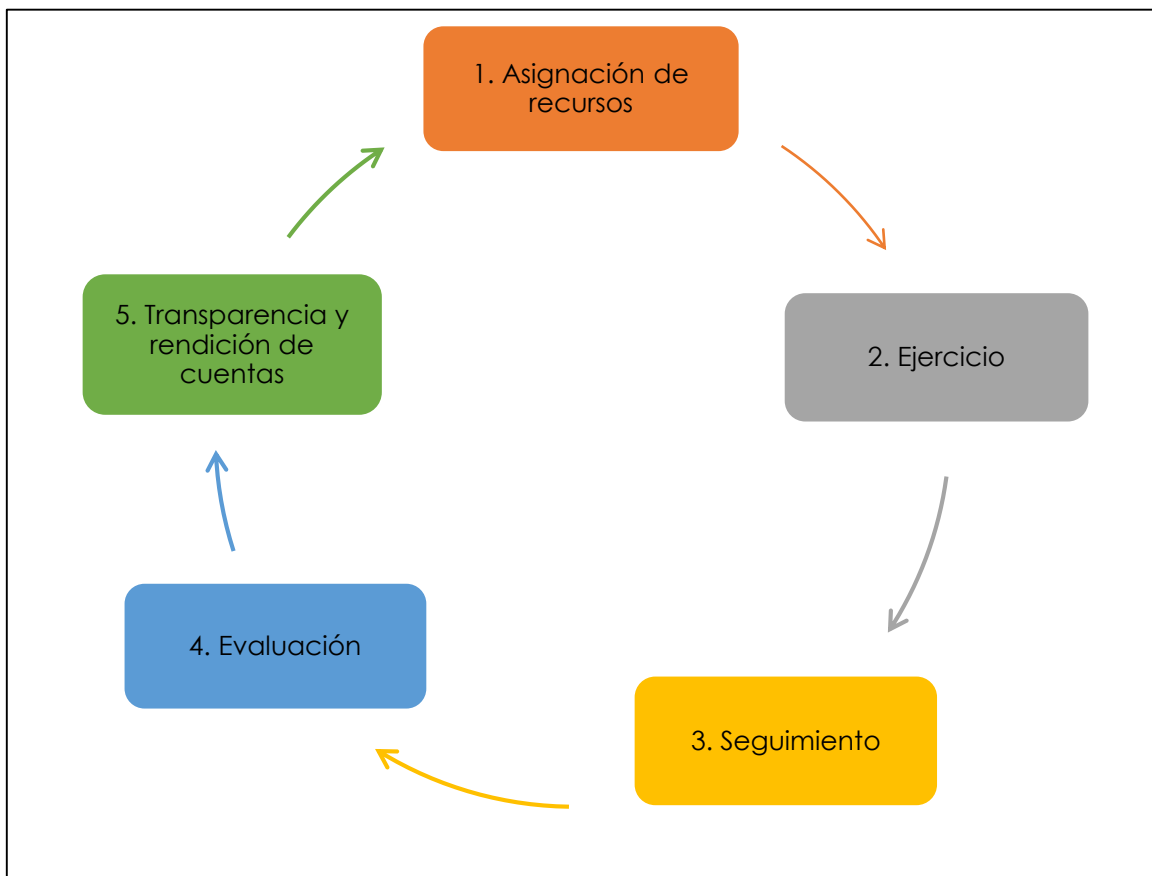 1. Asignación de
recursos
2. Ejercicio
3. Seguimiento
4. Evaluación
5. Transparencia y
rendición de
cuentas